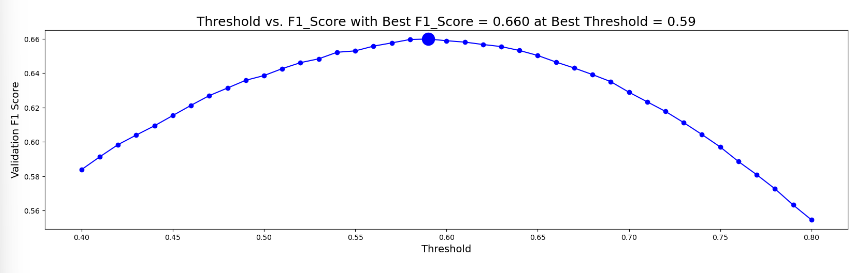 Threshold vs. F1_Score with Best F1_Score = 0.660 at Best Threshold = 0.59
Validation F1 Score
0.66
0.64
0.62
0.60
0.58
0.56
0.40 0.45 0.50 0.55 0.60 0.65 0.70 0.75 0.80
Threshold